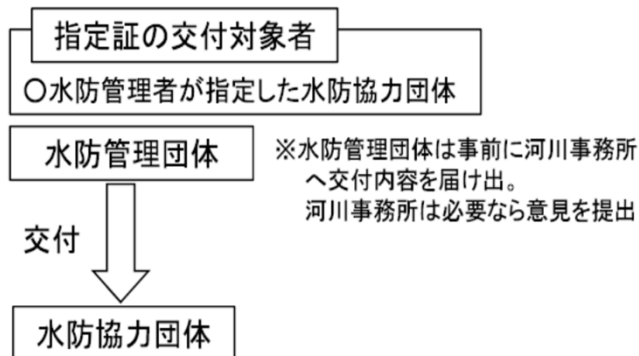 指定証の交付対象者
〇水防管理者が指定した水防協力団体
水防管理団体
※水防管理団体は事前に河川事務所
へ交付内容を届け出。
河川事務所は必要なら意見を提出
交付
水防協力団体